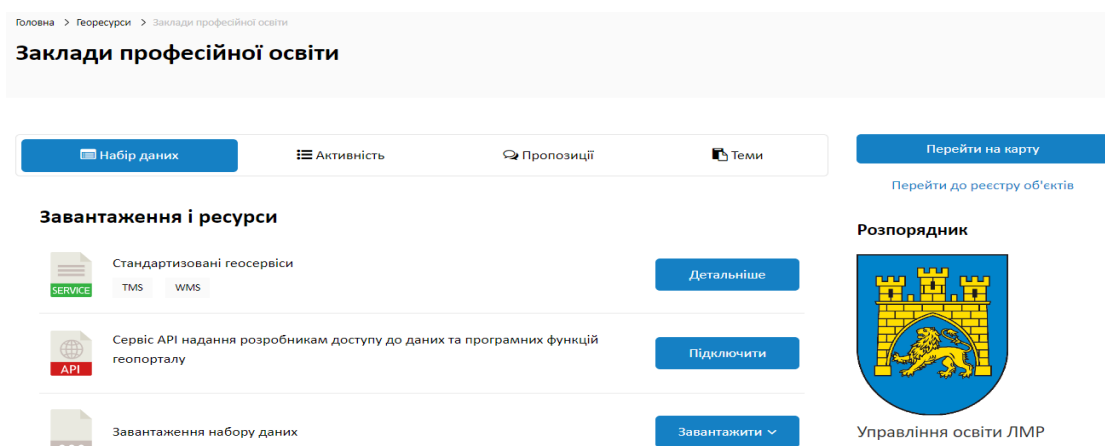 Головна > Георесурси > Заклади професійної освіти
Заклади професійної освіти
Набір даних
Активність
Пропозиції
Теми
Перейти на карту
Перейти до реєстру об'єктів
Завантаження і ресурси
Розпорядник
SERVICE
Стандартизовані геосервіси
TMS WMS
Детальніше
API
Сервіс API надання розробникам доступу до даних та програмних функцій
геопорталу
Підключити
Завантаження набору даних
Завантажити
Управління освіти ЛМР